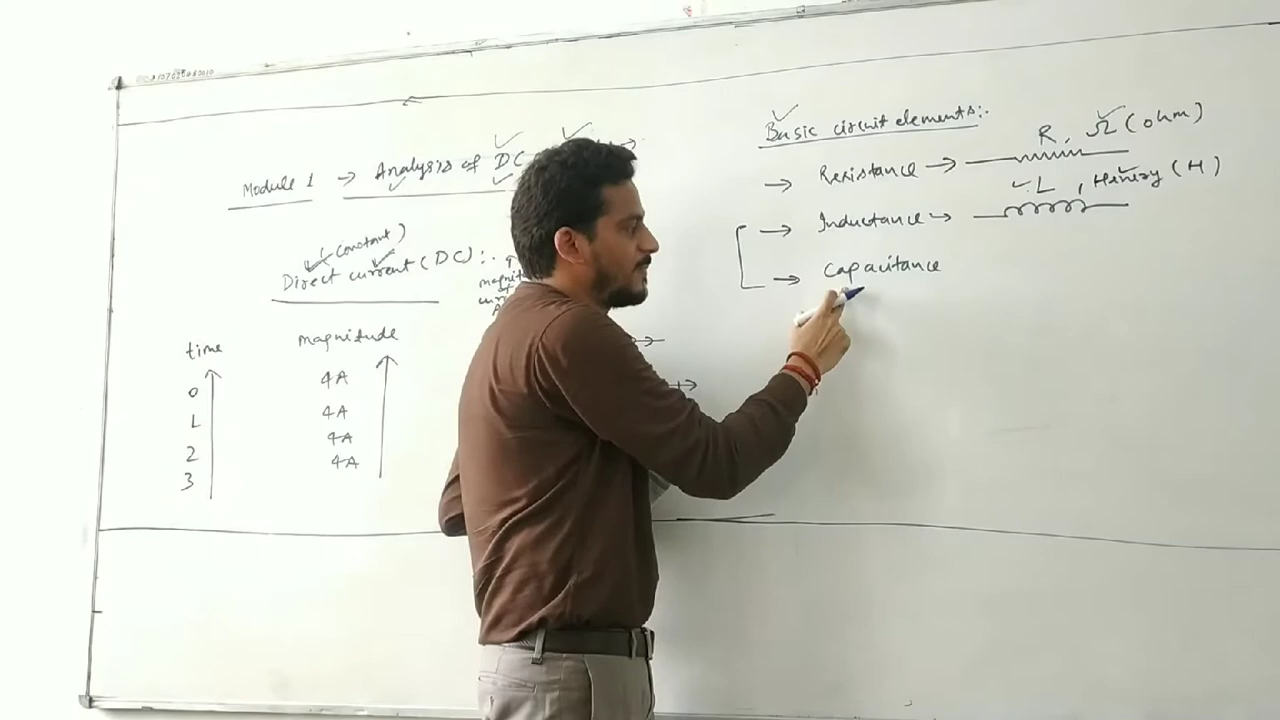 Module 1 → Analysis of DC
(Constant)
Direct current (DC):.
time magnitude
0 4A
1 4A
2 4A
3 4A
Basic circuit elements:.
→ Resistance → R, Ω (ohm)
→ Inductance → L, Henery (H)
→ Capacitance